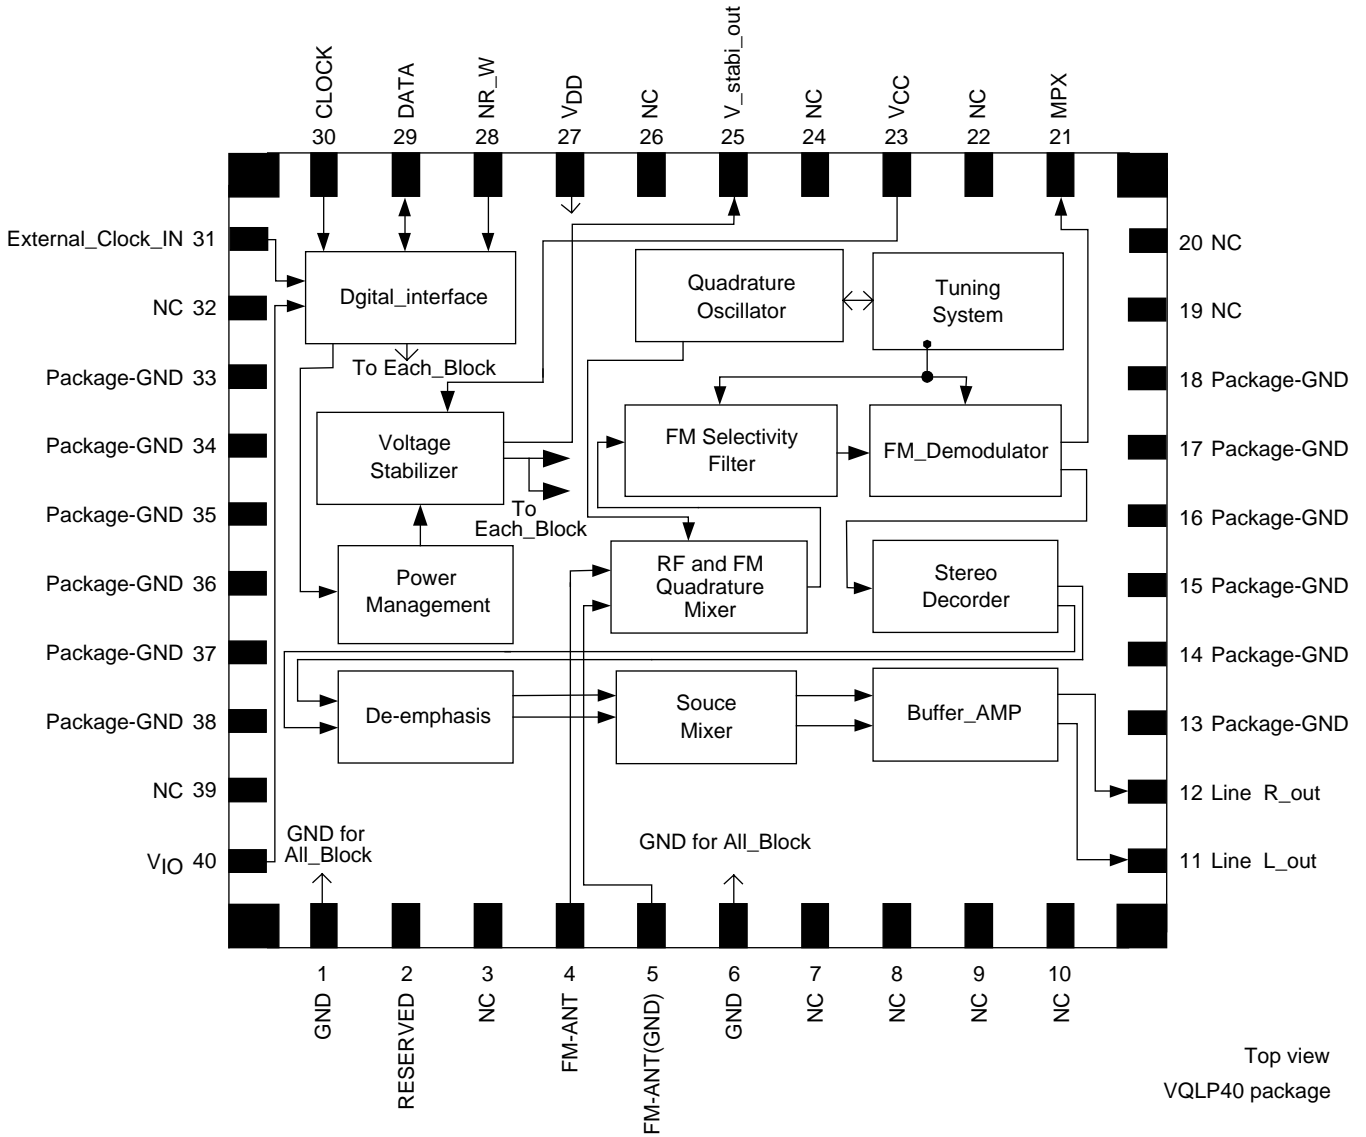 CLOCK
DATA
NR_W
VDD
NC
V_stabi_out
NC
VCC
NC
MPX
30
29
28
27
26
25
24
23
22
21
External_Clock_IN 31
NC 32
Package-GND 33
Package-GND 34
Package-GND 35
Package-GND 36
Package-GND 37
Package-GND 38
NC 39
VIO 40
Dgital_interface
To Each_Block
Quadrature
Oscillator
Tuning
System
Voltage
Stabilizer
To
Each_Block
FM Selectivity
Filter
FM_Demodulator
Power
Management
RF and FM
Quadrature
Mixer
Stereo
Decorder
De-emphasis
Souce
Mixer
Buffer_AMP
GND for
All_Block
GND for All_Block
20 NC
19 NC
18 Package-GND
17 Package-GND
16 Package-GND
15 Package-GND
14 Package-GND
13 Package-GND
12 Line R_out
11 Line L_out
1
2
3
4
5
6
7
8
9
10
GND
RESERVED
NC
FM-ANT
FM-ANT(GND)
GND
NC
NC
NC
NC
Top view
VQLP40 package